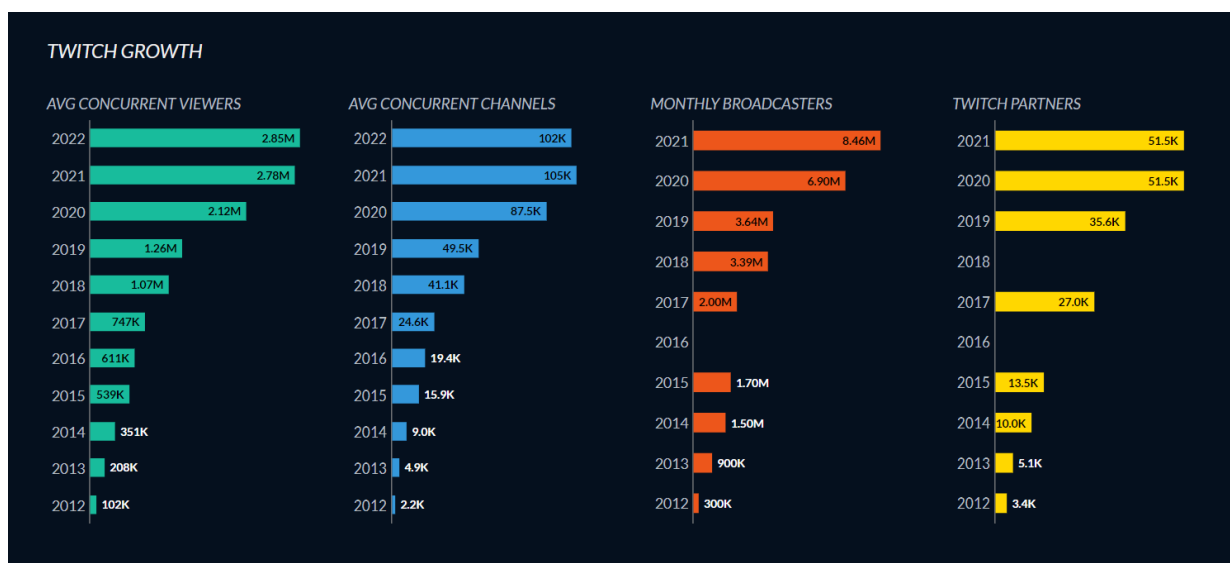 TWITCH GROWTH
AVG CONCURRENT VIEWERS
2022 2.85M
2021 2.78M
2020 2.12M
2019 1.26M
2018 1.07M
2017 747K
2016 611K
2015 539K
2014 351K
2013 208K
2012 102K
AVG CONCURRENT CHANNELS
2022 102K
2021 105K
2020 87.5K
2019 49.5K
2018 41.1K
2017 24.6K
2016 19.4K
2015 15.9K
2014 9.0K
2013 4.9K
2012 2.2K
MONTHLY BROADCASTERS
2021 8.46M
2020 6.90M
2019 3.64M
2018 3.39M
2017 2.00M
2016
2015 1.70M
2014 1.50M
2013 900K
2012 300K
TWITCH PARTNERS
2021 51.5K
2020 51.5K
2019 35.6K
2018
2017 27.0K
2016
2015 13.5K
2014 10.0K
2013 5.1K
2012 3.4K